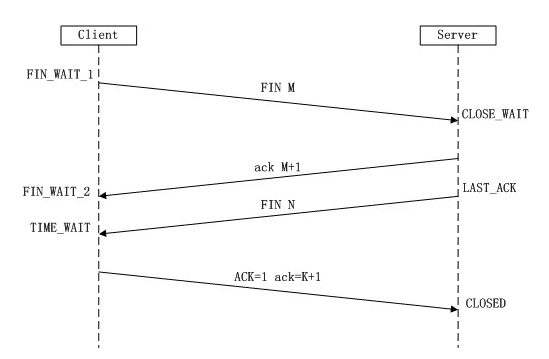 Client
Server
FIN_WAIT_1
FIN M
CLOSE_WAIT
ack M+1
FIN_WAIT_2
LAST_ACK
FIN N
TIME_WAIT
ACK=1 ack=K+1
CLOSED